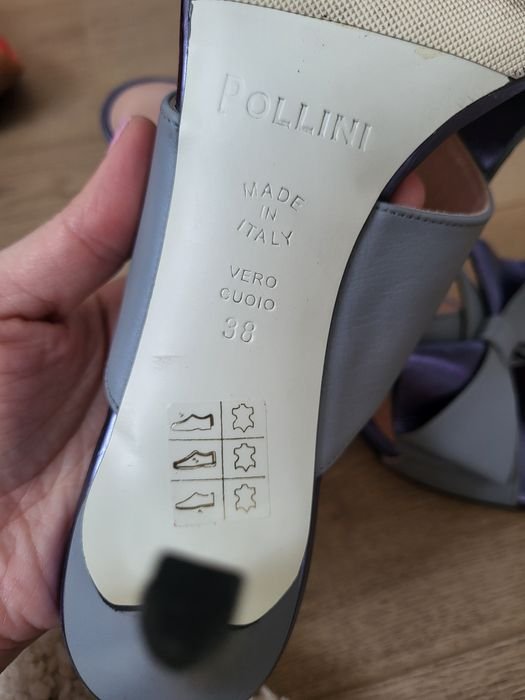 POLLINI
MADE
IN
ITALY
VERO
CUOIO
38